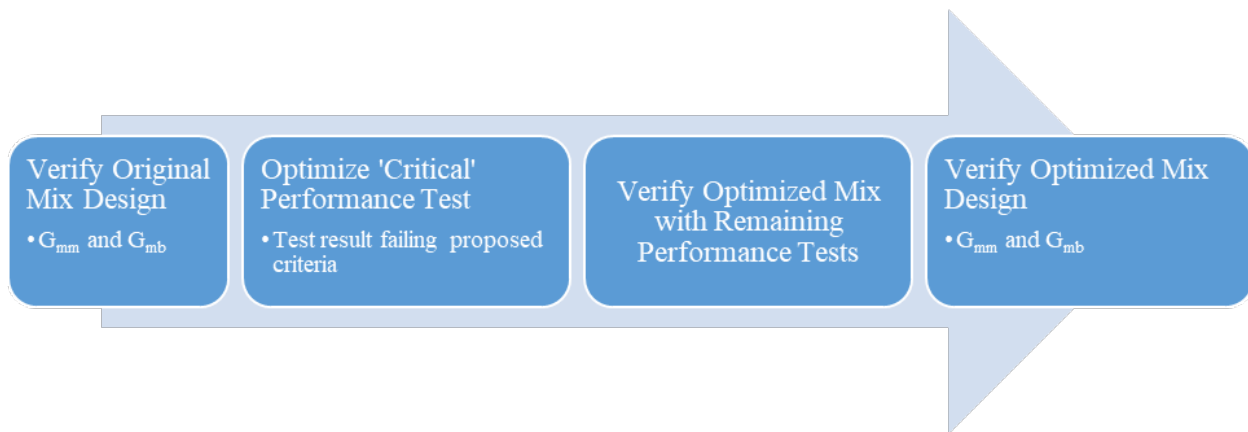 Verify Original
Mix Design
• Gmm and Gmb
Optimize 'Critical'
Performance Test
• Test result failing proposed
criteria
Verify Optimized Mix
with Remaining
Performance Tests
Verify Optimized Mix
Design
• Gmm and Gmb